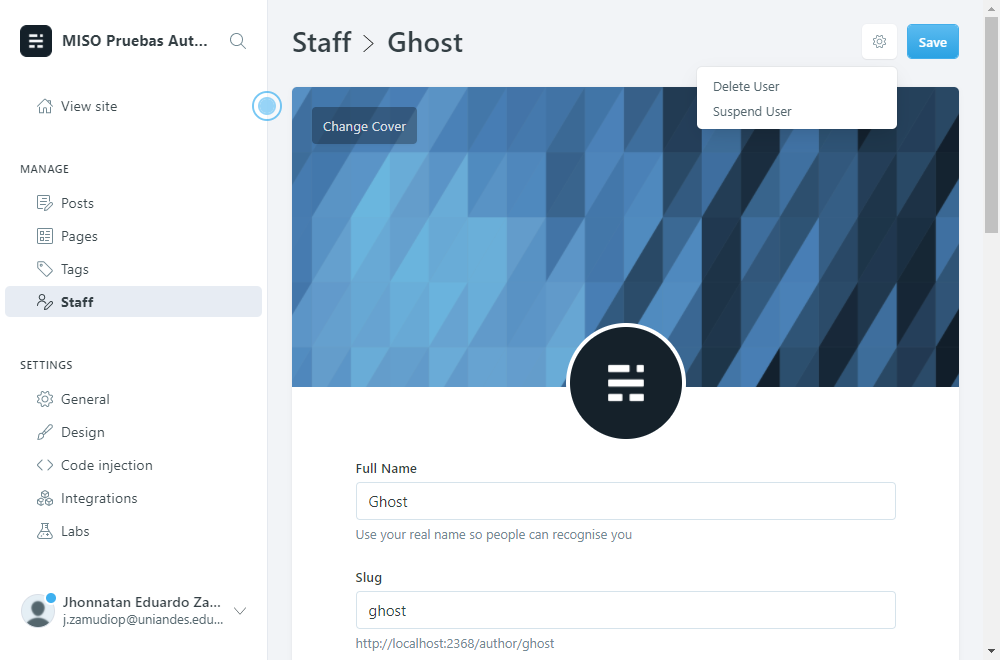 MISO Pruebas Aut...
View site
MANAGE
Posts
Pages
Tags
Staff
SETTINGS
General
Design
Code injection
Integrations
Labs
Jhonnatan Eduardo Za...
j.zamudiop@uniandes.edu...
Staff > Ghost
Save
Delete User
Suspend User
Change Cover
Full Name
Ghost
Use your real name so people can recognise you
Slug
ghost
http://localhost:2368/author/ghost